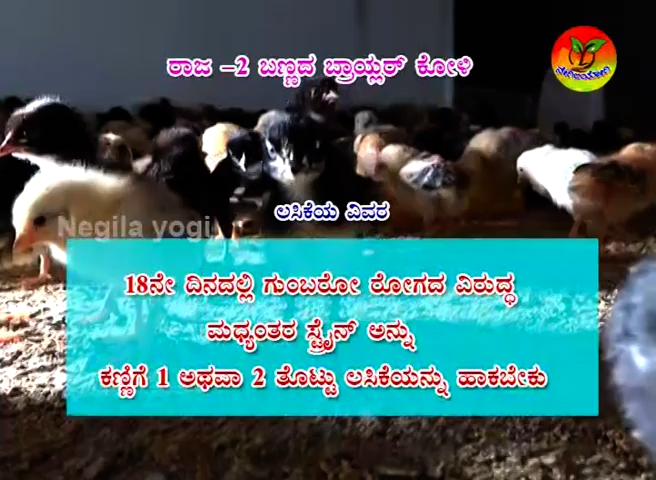 ರಾಜ –2 ಬಣ್ಣದ ಬ್ರಾಯ್ಲರ್ ಕೋಳಿ
ನೇಗಿಲಯೋಗಿ
ಲಸಿಕೆಯ ವಿವರ
Negila yogi
18ನೇ ದಿನದಲ್ಲಿ ಗುಂಬರೋ ರೋಗದ ವಿರುದ್ಧ
ಮಧ್ಯಂತರ ಸ್ಟ್ರೈನ್ ಅನ್ನು
ಕಣ್ಣಿಗೆ 1 ಅಥವಾ 2 ತೊಟ್ಟು ಲಸಿಕೆಯನ್ನು ಹಾಕಬೇಕು